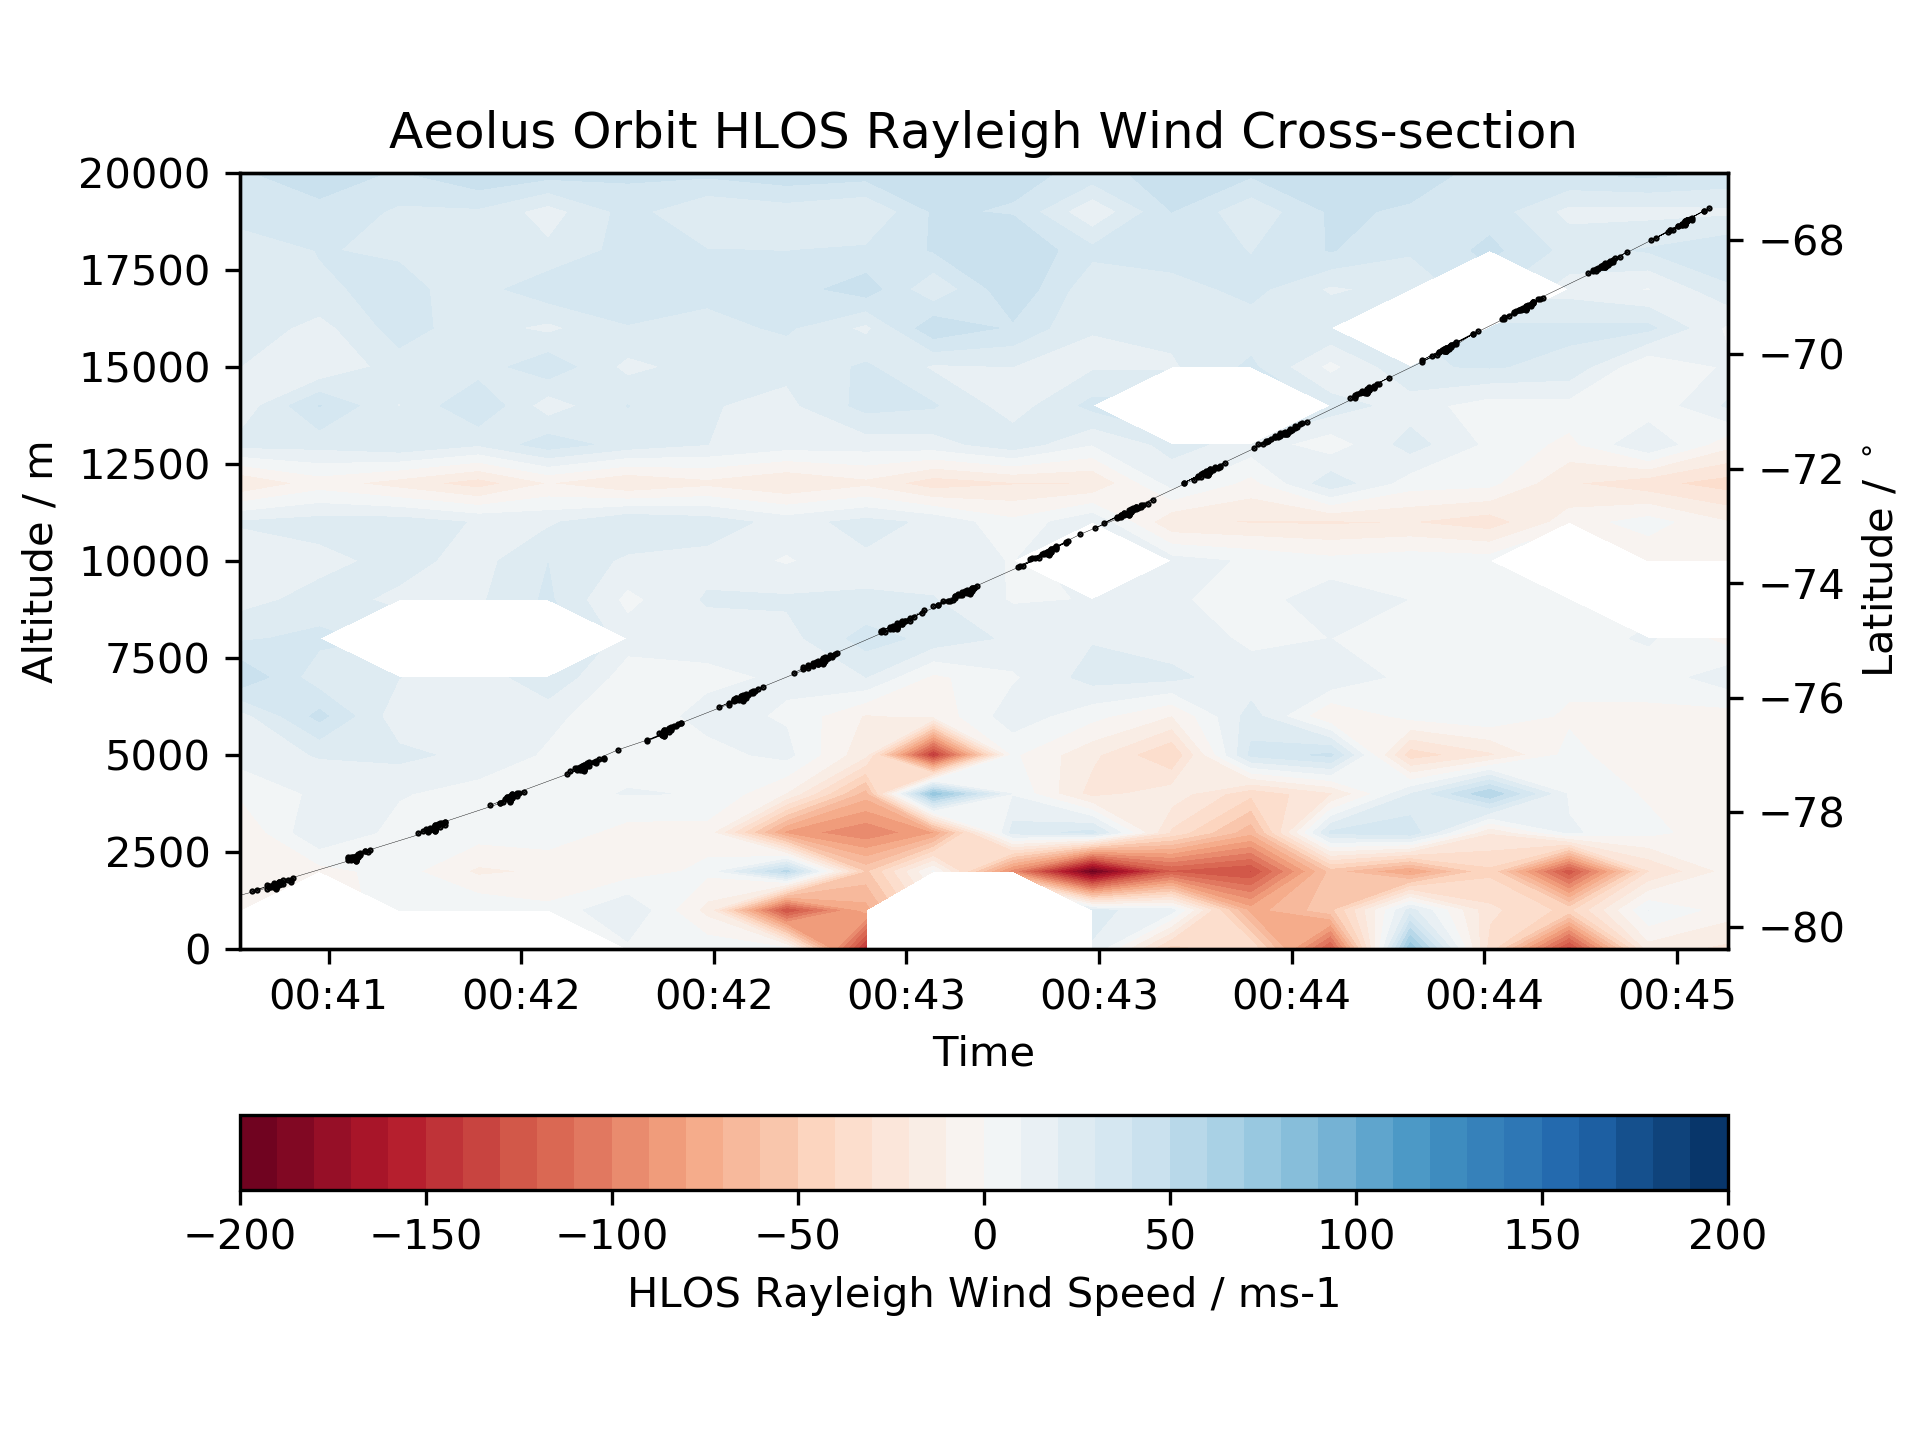 Aeolus Orbit HLOS Rayleigh Wind Cross-section
20000
17500
15000
12500
10000
7500
5000
2500
0
Altitude / m
−68
−70
−72
−74
−76
−78
−80
Latitude / °
00:41 00:42 00:42 00:43 00:43 00:44 00:44 00:45
Time
−200 −150 −100 −50 0 50 100 150 200
HLOS Rayleigh Wind Speed / ms-1